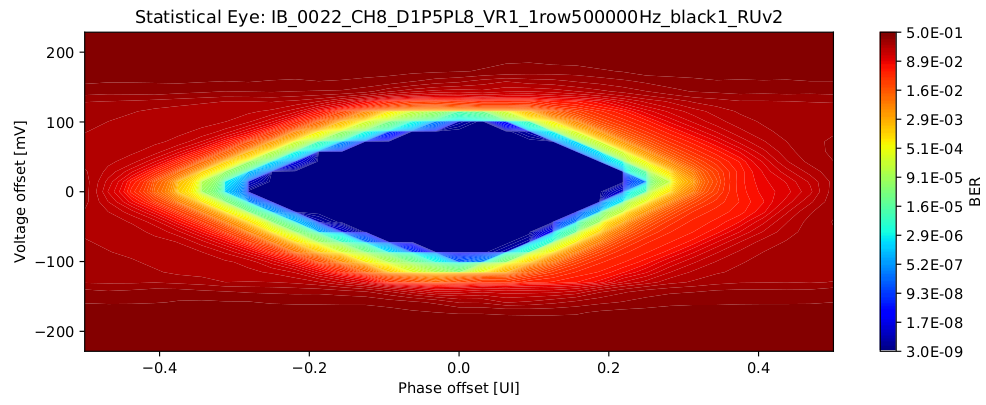 Statistical Eye: IB_0022_CH8_D1P5PL8_VR1_1row500000Hz_black1_RUv2
200
100
0
−100
−200
Voltage offset [mV]
−0.4
−0.2
0.0
0.2
0.4
Phase offset [UI]
5.0E-01
8.9E-02
1.6E-02
2.9E-03
5.1E-04
9.1E-05
1.6E-05
2.9E-06
5.2E-07
9.3E-08
1.7E-08
3.0E-09
BER